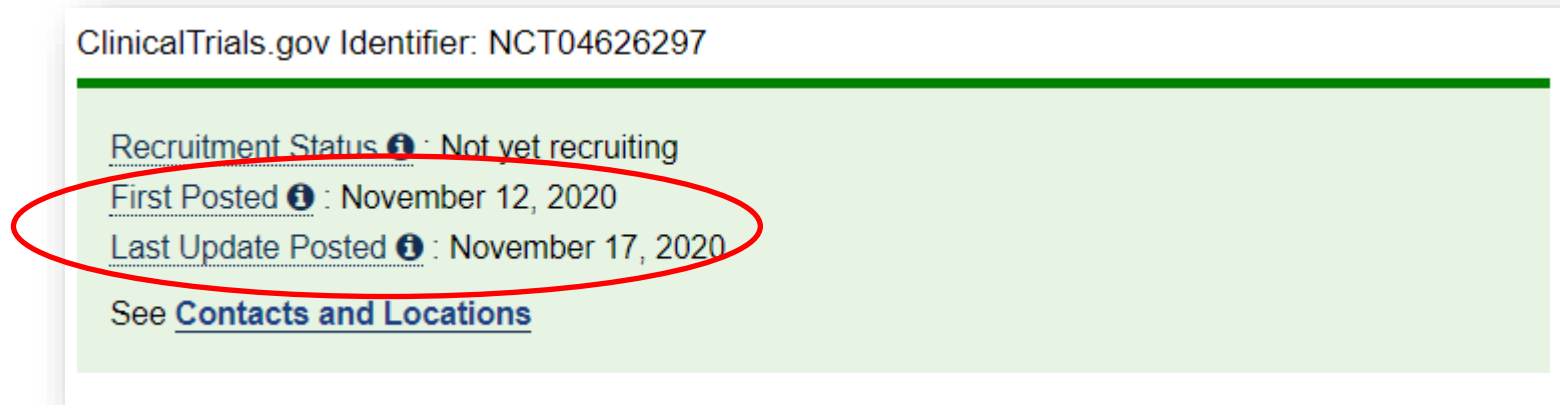 ClinicalTrials.gov Identifier: NCT04626297
Recruitment Status : Not yet recruiting
First Posted : November 12, 2020
Last Update Posted : November 17, 2020
See Contacts and Locations